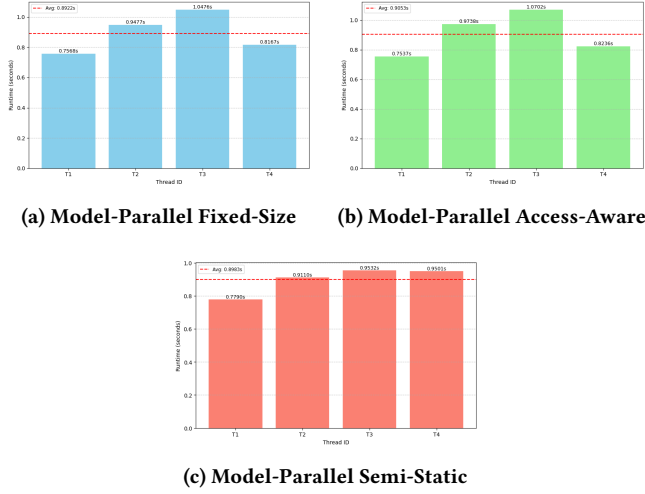 Avg: 0.8922s
Runtime (seconds)
1.0
0.8
0.6
0.4
0.2
0.0
0.7568s
0.9477s
1.0476s
0.8167s
T1
T2
T3
T4
Thread ID
(a) Model-Parallel Fixed-Size
Avg: 0.9053s
Runtime (seconds)
1.0
0.8
0.6
0.4
0.2
0.0
0.7537s
0.9738s
1.0702s
0.8236s
T1
T2
T3
T4
Thread ID
(b) Model-Parallel Access-Aware
Avg: 0.8983s
Runtime (seconds)
1.0
0.8
0.6
0.4
0.2
0.0
0.7790s
0.9110s
0.9532s
0.9501s
T1
T2
T3
T4
Thread ID
(c) Model-Parallel Semi-Static